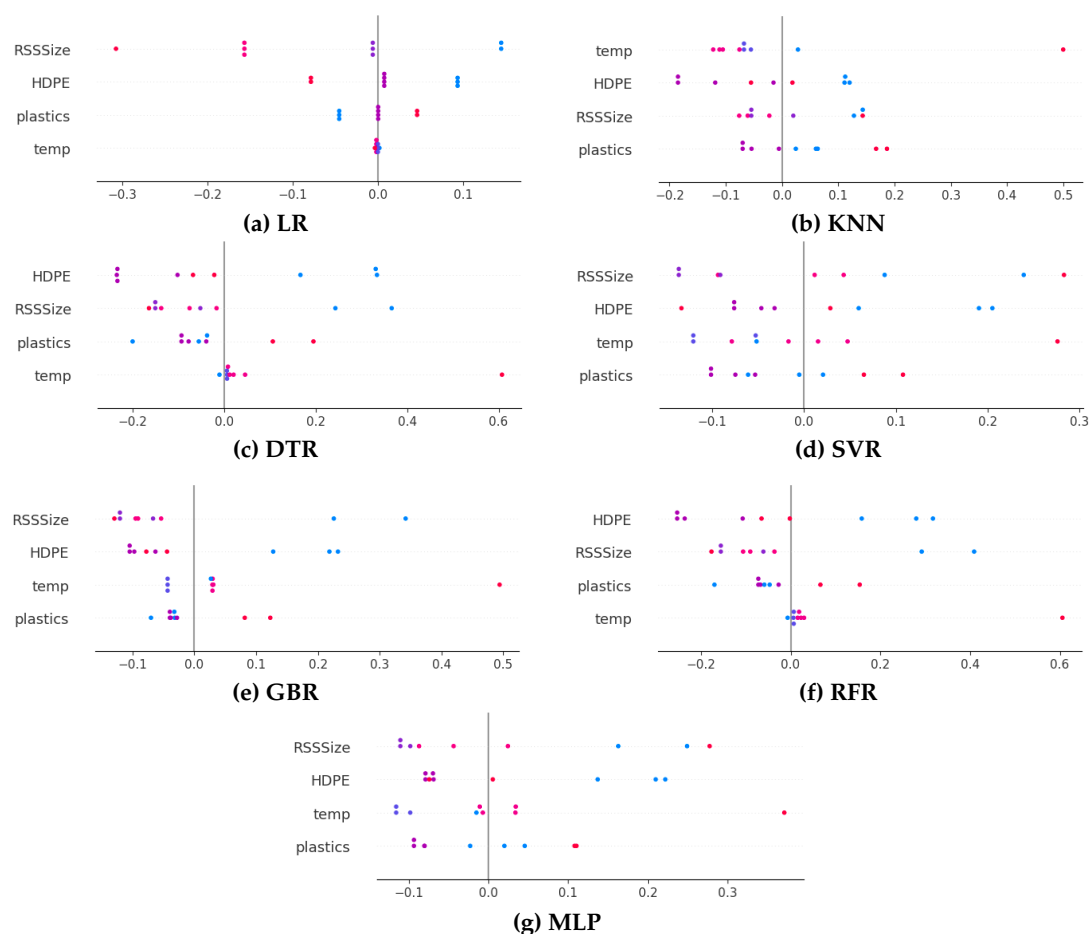 RSSSize
HDPE
plastics
temp
−0.3 −0.2 −0.1 0.0 0.1
(a) LR
temp
HDPE
RSSSize
plastics
−0.2 −0.1 0.0 0.1 0.2 0.3 0.4 0.5
(b) KNN
HDPE
RSSSize
plastics
temp
−0.2 0.0 0.2 0.4 0.6
(c) DTR
RSSSize
HDPE
temp
plastics
−0.1 0.0 0.1 0.2 0.3
(d) SVR
RSSSize
HDPE
temp
plastics
−0.1 0.0 0.1 0.2 0.3 0.4 0.5
(e) GBR
HDPE
RSSSize
plastics
temp
−0.2 0.0 0.2 0.4 0.6
(f) RFR
RSSSize
HDPE
temp
plastics
−0.1 0.0 0.1 0.2 0.3
(g) MLP